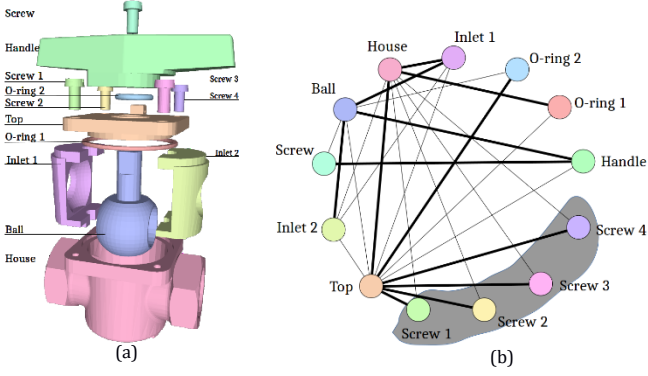 Screw
Handle
Screw 1
Screw 3
O-ring 2
Screw 2
Screw 4
Top
O-ring 1
Inlet 1
Inlet 2
Ball
House
(a)
Inlet 1
House
O-ring 2
Ball
O-ring 1
Screw
Handle
Inlet 2
Screw 4
Top
Screw 3
Screw 1
Screw 2
(b)